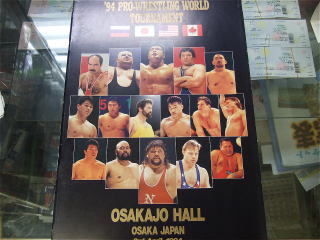 '94 PRO-WRESTLING WORLD
TOURNAMENT
N
OSAKAJO HALL
OSAKA JAPAN